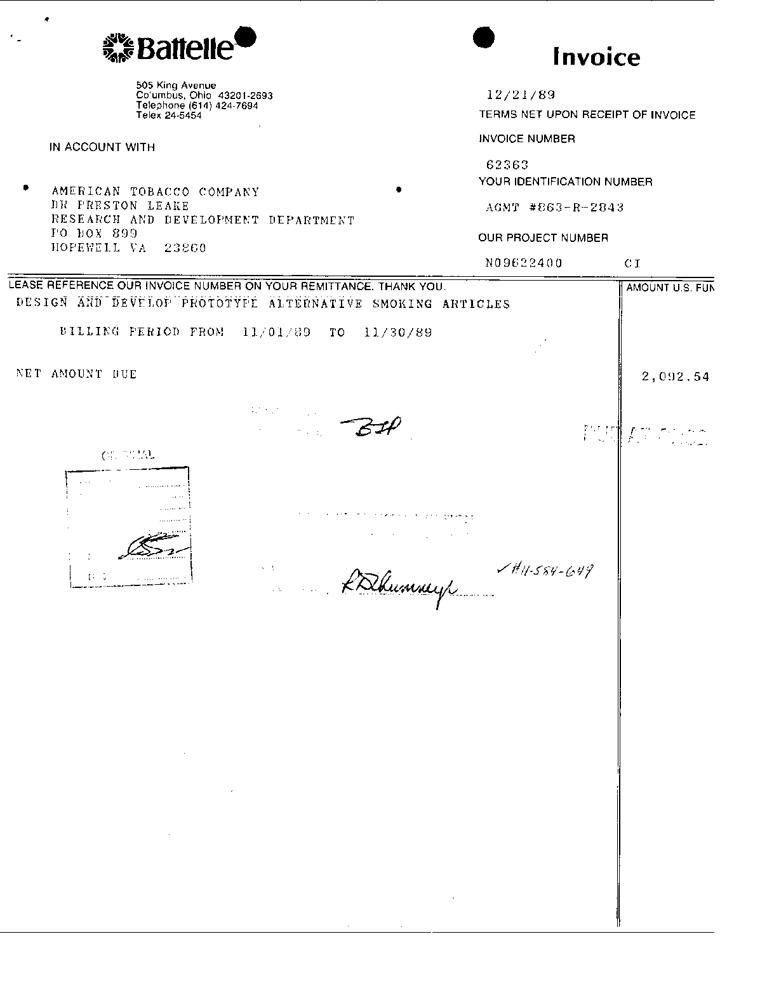 Battelle
Invoice
505 King Avenue
Columbus, Ohio 43201-2693
Telephone (614) 424-7694
Telex 24-5454
12/21/89
TERMS NET UPON RECEIPT OF INVOICE
INVOICE NUMBER
IN ACCOUNT WITH
62363
YOUR IDENTIFICATION NUMBER
AMERICAN TOBACCO COMPANY
DR PRESTON LEAKE
RESEARCH AND DEVELOPMENT DEPARTMENT
PO BOX 899
HOPEWELL VA 23860
AGMT #863-R-2843
OUR PROJECT NUMBER
N09622400 CI
LEASE REFERENCE OUR INVOICE NUMBER ON YOUR REMITTANCE. THANK YOU.
AMOUNT U.S. FUN
DESIGN AND DEVELOP PROTOTYPE ALTERNATIVE SMOKING ARTICLES
BILLING PERIOD FROM 11/01/89 TO 11/30/89
NET AMOUNT DUE 2,092.54
✓#11-584-649